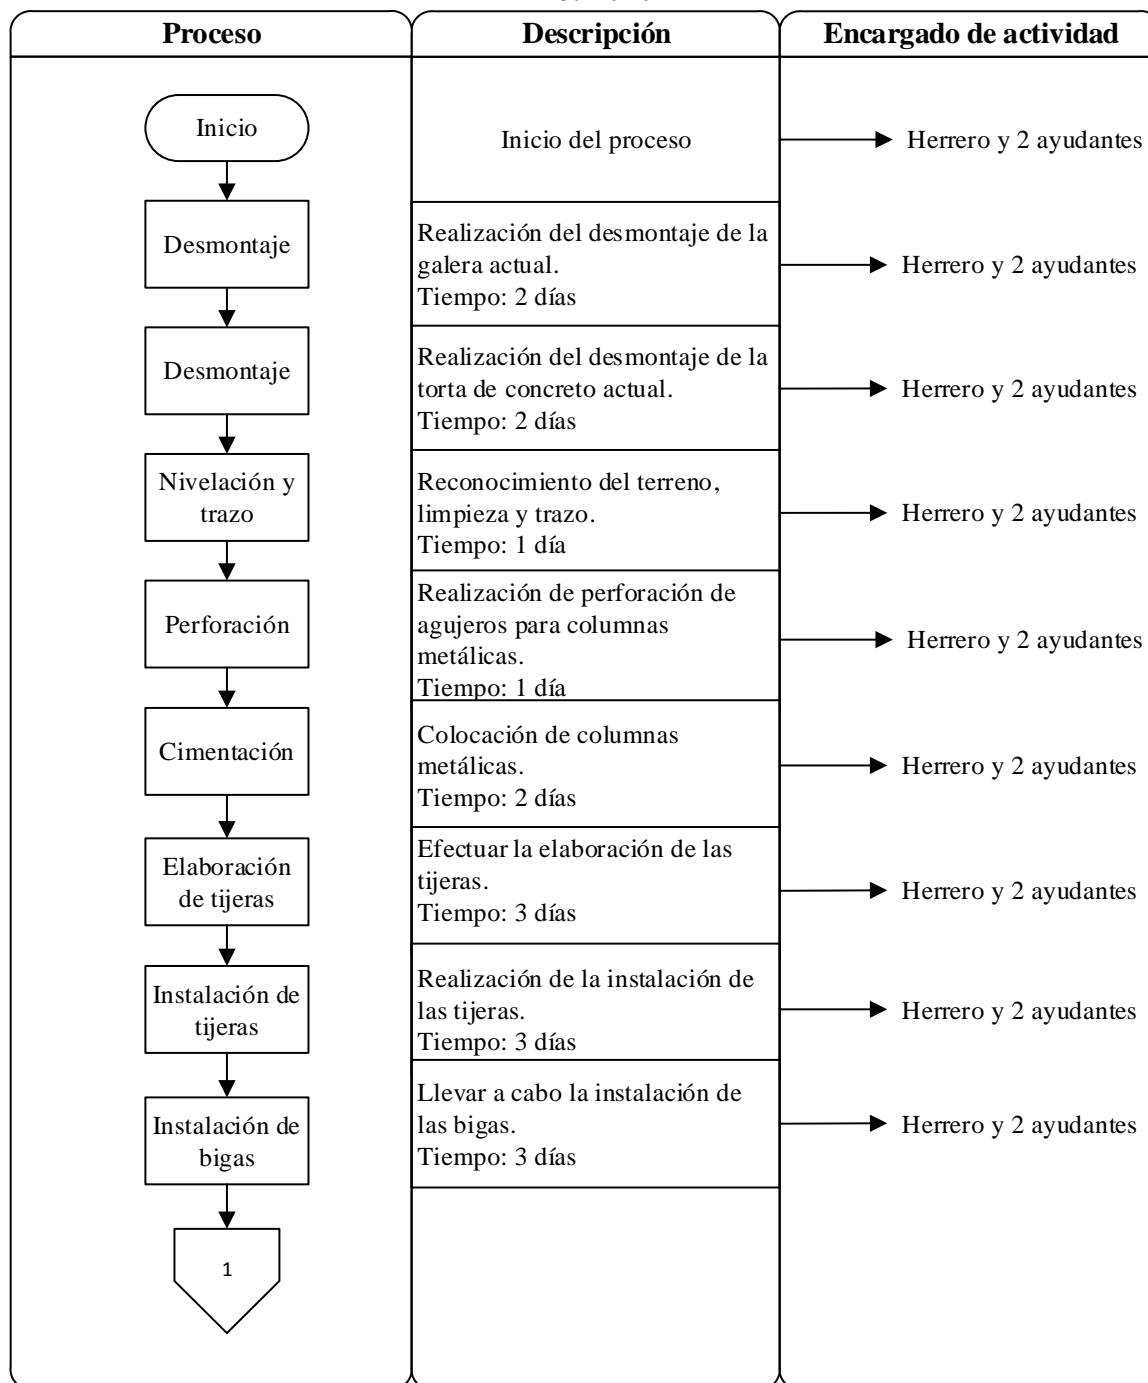 Proceso
Descripción
Encargado de actividad
Inicio
Inicio del proceso
Herrero y 2 ayudantes
Desmontaje
Realización del desmontaje de la
galera actual.
Tiempo: 2 días
Herrero y 2 ayudantes
Desmontaje
Realización del desmontaje de la
torta de concreto actual.
Tiempo: 2 días
Herrero y 2 ayudantes
Nivelación y
trazo
Reconocimiento del terreno,
limpieza y trazo.
Tiempo: 1 día
Herrero y 2 ayudantes
Perforación
Realización de perforación de
agujeros para columnas
metálicas.
Tiempo: 1 día
Herrero y 2 ayudantes
Cimentación
Colocación de columnas
metálicas.
Tiempo: 2 días
Herrero y 2 ayudantes
Elaboración
de tijeras
Efectuar la elaboración de las
tijeras.
Tiempo: 3 días
Herrero y 2 ayudantes
Instalación de
tijeras
Realización de la instalación de
las tijeras.
Tiempo: 3 días
Herrero y 2 ayudantes
Instalación de
bigas
Llevar a cabo la instalación de
las bigas.
Tiempo: 3 días
Herrero y 2 ayudantes
1